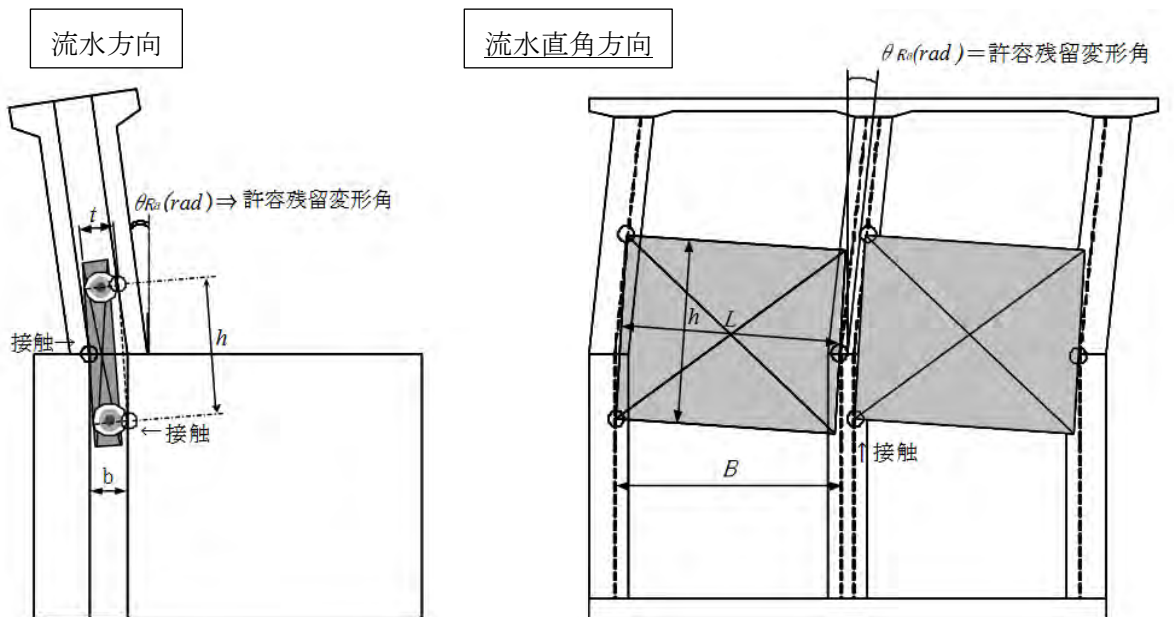 流水方向
流水直角方向
θRa(rad)=許容残留変形角
θRa(rad)⇒許容残留変形角
t
h
接触→
←接触
b
h
L
B
↑接触